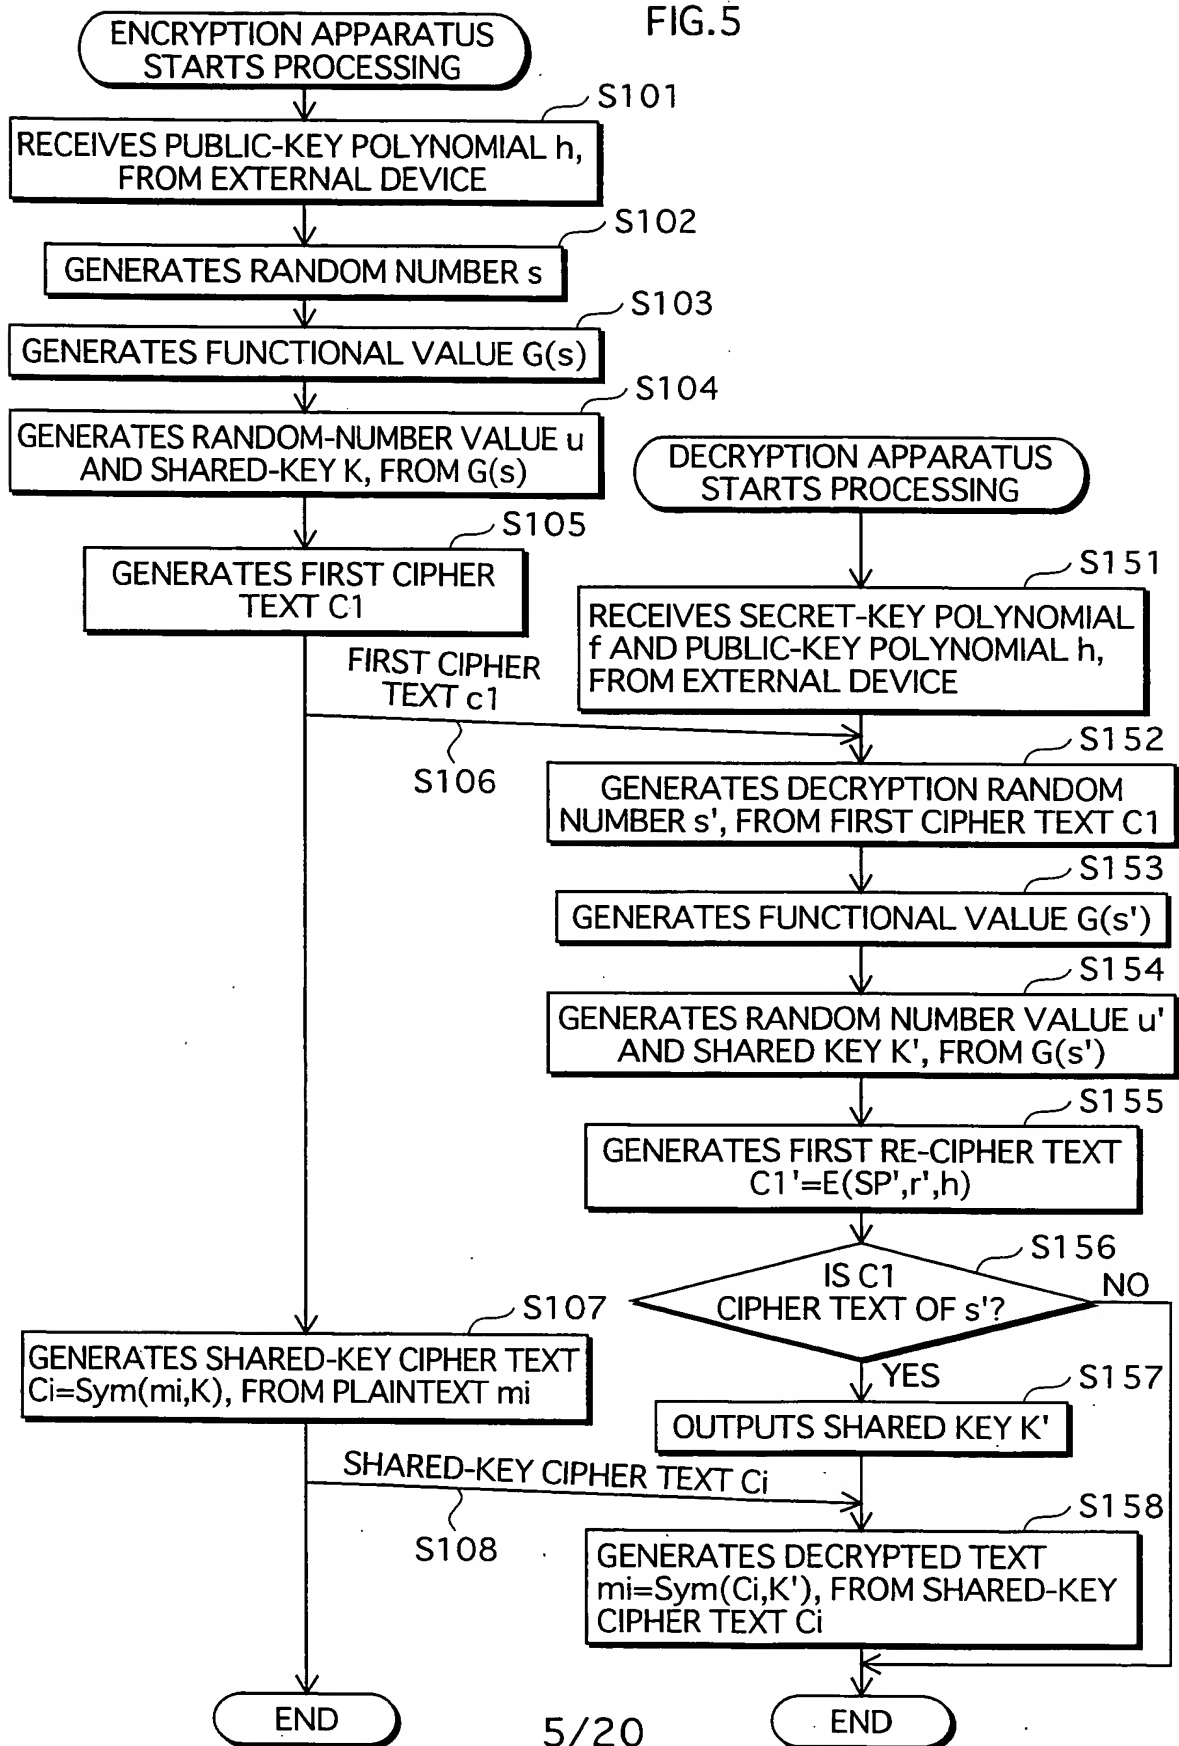 FIG.5
ENCRYPTION APPARATUS
STARTS PROCESSING
S101
RECEIVES PUBLIC-KEY POLYNOMIAL h,
FROM EXTERNAL DEVICE
S102
GENERATES RANDOM NUMBER s
S103
GENERATES FUNCTIONAL VALUE G(s)
S104
GENERATES RANDOM-NUMBER VALUE u
AND SHARED-KEY K, FROM G(s)
S105
GENERATES FIRST CIPHER
TEXT C1
FIRST CIPHER
TEXT c1
S106
DECRYPTION APPARATUS
STARTS PROCESSING
S151
RECEIVES SECRET-KEY POLYNOMIAL
f AND PUBLIC-KEY POLYNOMIAL h,
FROM EXTERNAL DEVICE
S152
GENERATES DECRYPTION RANDOM
NUMBER s', FROM FIRST CIPHER TEXT C1
S153
GENERATES FUNCTIONAL VALUE G(s')
S154
GENERATES RANDOM NUMBER VALUE u'
AND SHARED KEY K', FROM G(s')
S155
GENERATES FIRST RE-CIPHER TEXT
C1'=E(SP',r',h)
S156
IS C1
CIPHER TEXT OF s'?
NO
YES
S107
GENERATES SHARED-KEY CIPHER TEXT
Ci=Sym(mi,K), FROM PLAINTEXT mi
S157
OUTPUTS SHARED KEY K'
SHARED-KEY CIPHER TEXT Ci
S108
S158
GENERATES DECRYPTED TEXT
mi=Sym(Ci,K'), FROM SHARED-KEY
CIPHER TEXT Ci
END
END
5/20